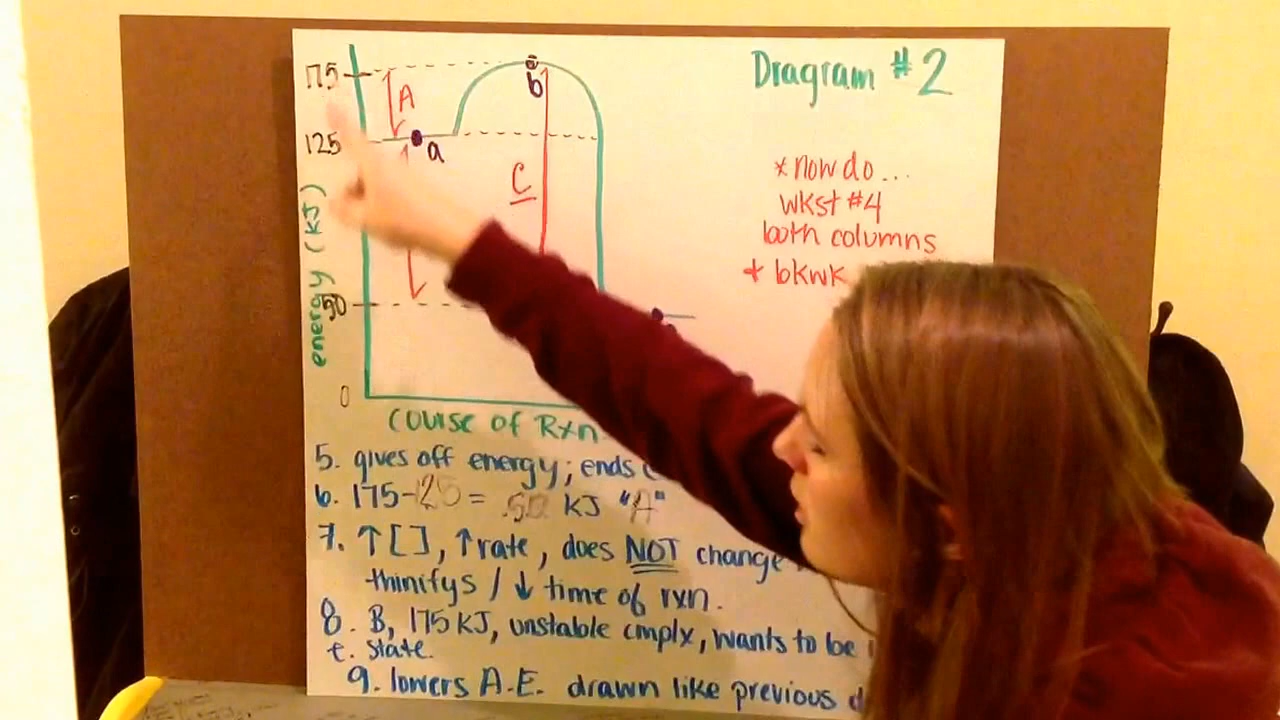 Dragram #2
175
A
b
125
a
C
energy (kJ)
50
0
course of Rxn
*now do...
wkst #4
both columns
+ bkwk
5. gives off energy; ends
6. 175-125 = 50 KJ "A"
7. ↑[], ↑rate, does NOT change
thinifys / ↓ time of rxn.
8. B, 175 KJ, unstable cmplx, wants to be
e. state.
9. lowers A.E. drawn like previous d